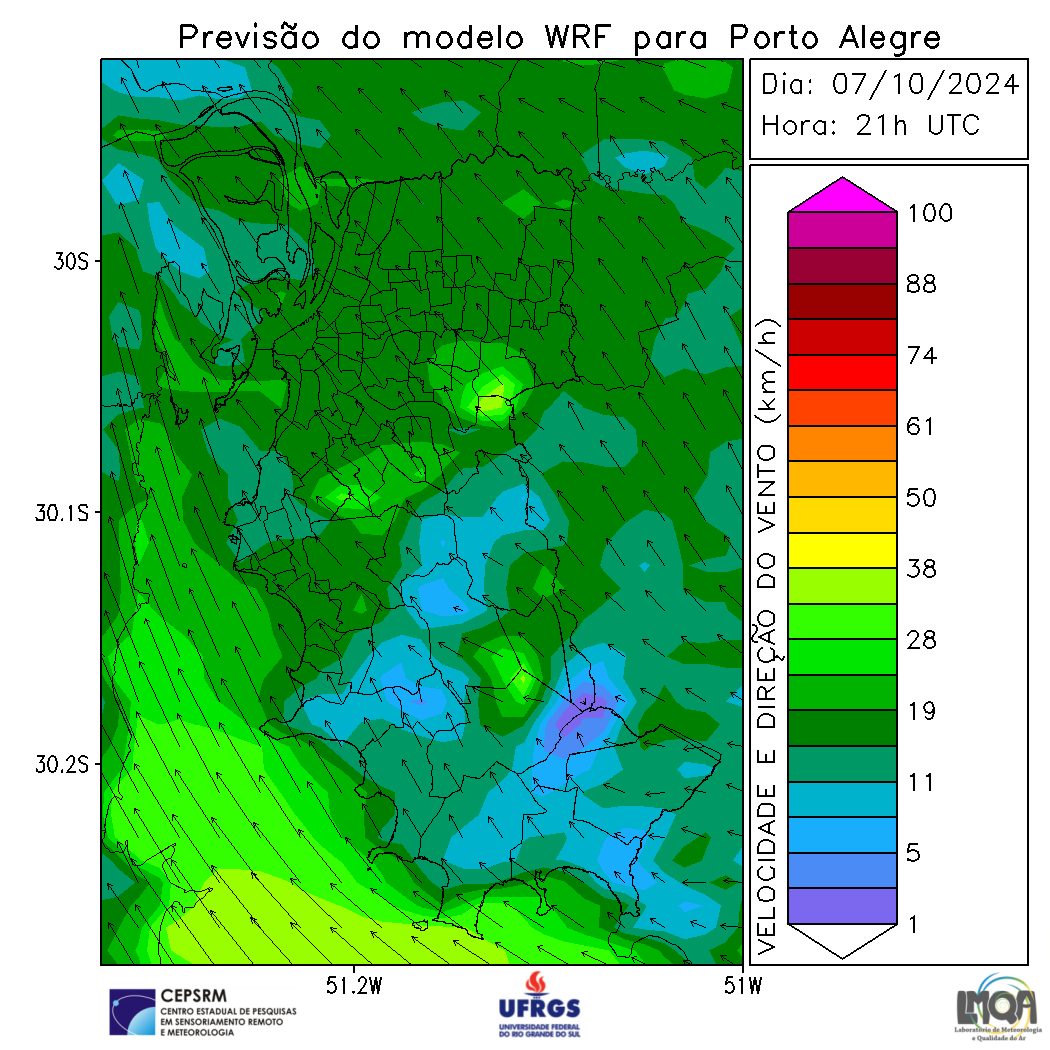 Previsão do modelo WRF para Porto Alegre
Dia: 07/10/2024
Hora: 21h UTC
30S
30.1S
30.2S
51.2W
51W
VELOCIDADE E DIREÇÃO DO VENTO (km/h)
100
88
74
61
50
38
28
19
11
5
1
CEPSRM
CENTRO ESTADUAL DE PESQUISAS
EM SENSORIAMENTO REMOTO
E METEOROLOGIA
UFRGS
UNIVERSIDADE FEDERAL
DO RIO GRANDE DO SUL
LMQA
Laboratório de Meteorologia
e Qualidade do Ar